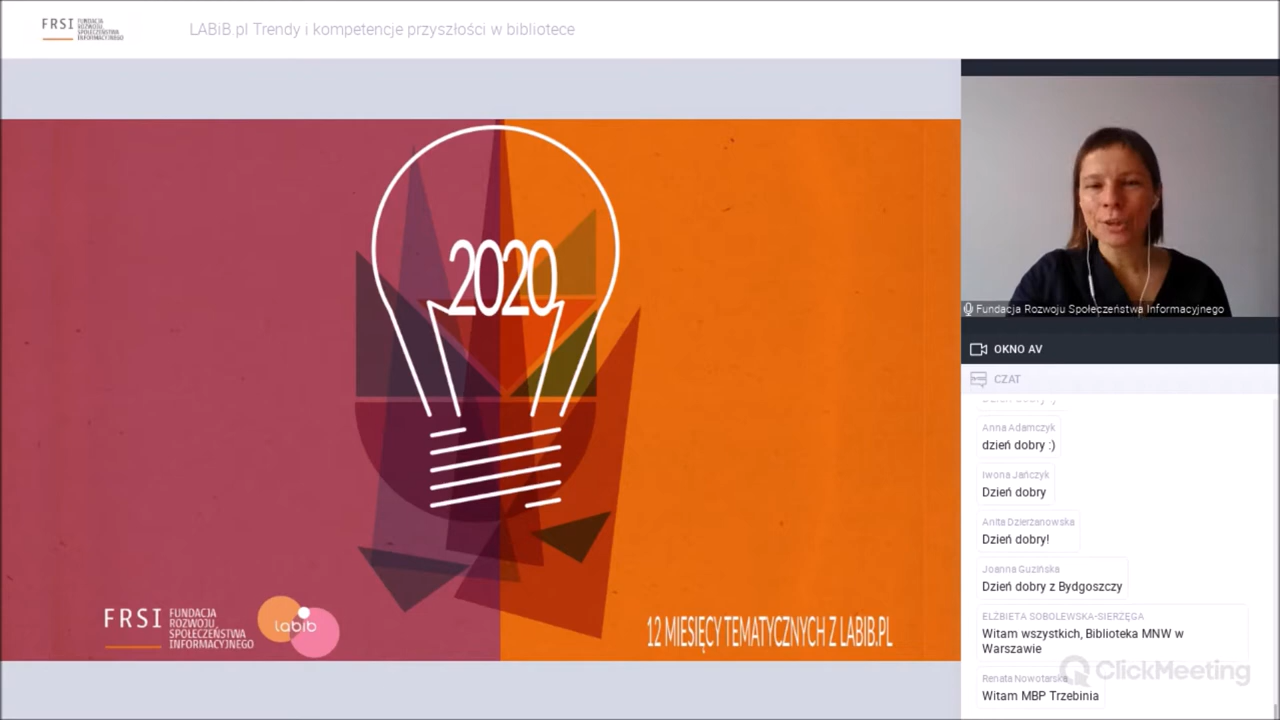 FRSI
FUNDACJA
ROZWOJU
SPOŁECZEŃSTWA
INFORMACYJNEGO
LABiB.pl Trendy i kompetencje przyszłości w bibliotece
2020
FRSI
FUNDACJA
ROZWOJU
SPOŁECZEŃSTWA
INFORMACYJNEGO
labib
12 MIESIĘCY TEMATYCZNYCH Z LABIB.PL
Fundacja Rozwoju Społeczeństwa Informacyjnego
OKNO AV
CZAT
Anna Adamczyk
dzień dobry :)
Iwona Jańczyk
Dzień dobry
Anita Dzierżanowska
Dzień dobry!
Joanna Guzińska
Dzień dobry z Bydgoszczy
ELŻBIETA SOBOLEWSKA-SIERZĘGA
Witam wszystkich, Biblioteka MNW w
Warszawie
Renata Nowotarska
Witam MBP Trzebinia
ClickMeeting